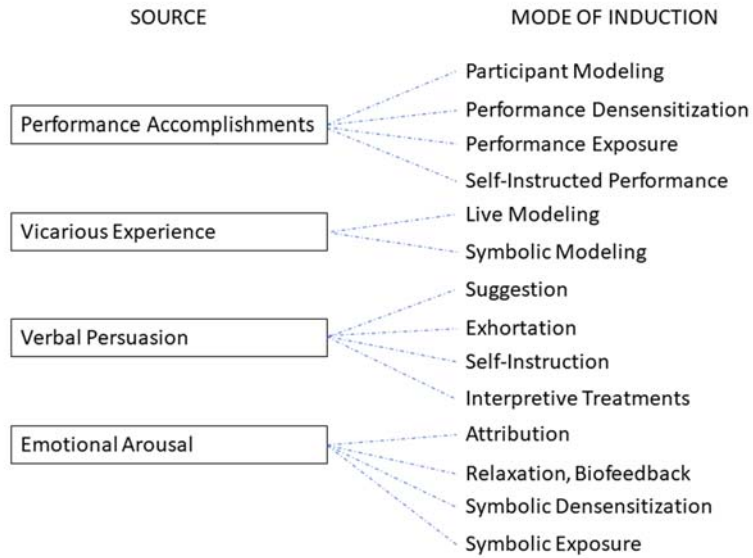 SOURCE
MODE OF INDUCTION
Performance Accomplishments
Participant Modeling
Performance Densensitization
Performance Exposure
Self-Instructed Performance
Vicarious Experience
Live Modeling
Symbolic Modeling
Verbal Persuasion
Suggestion
Exhortation
Self-Instruction
Interpretive Treatments
Emotional Arousal
Attribution
Relaxation, Biofeedback
Symbolic Densensitization
Symbolic Exposure